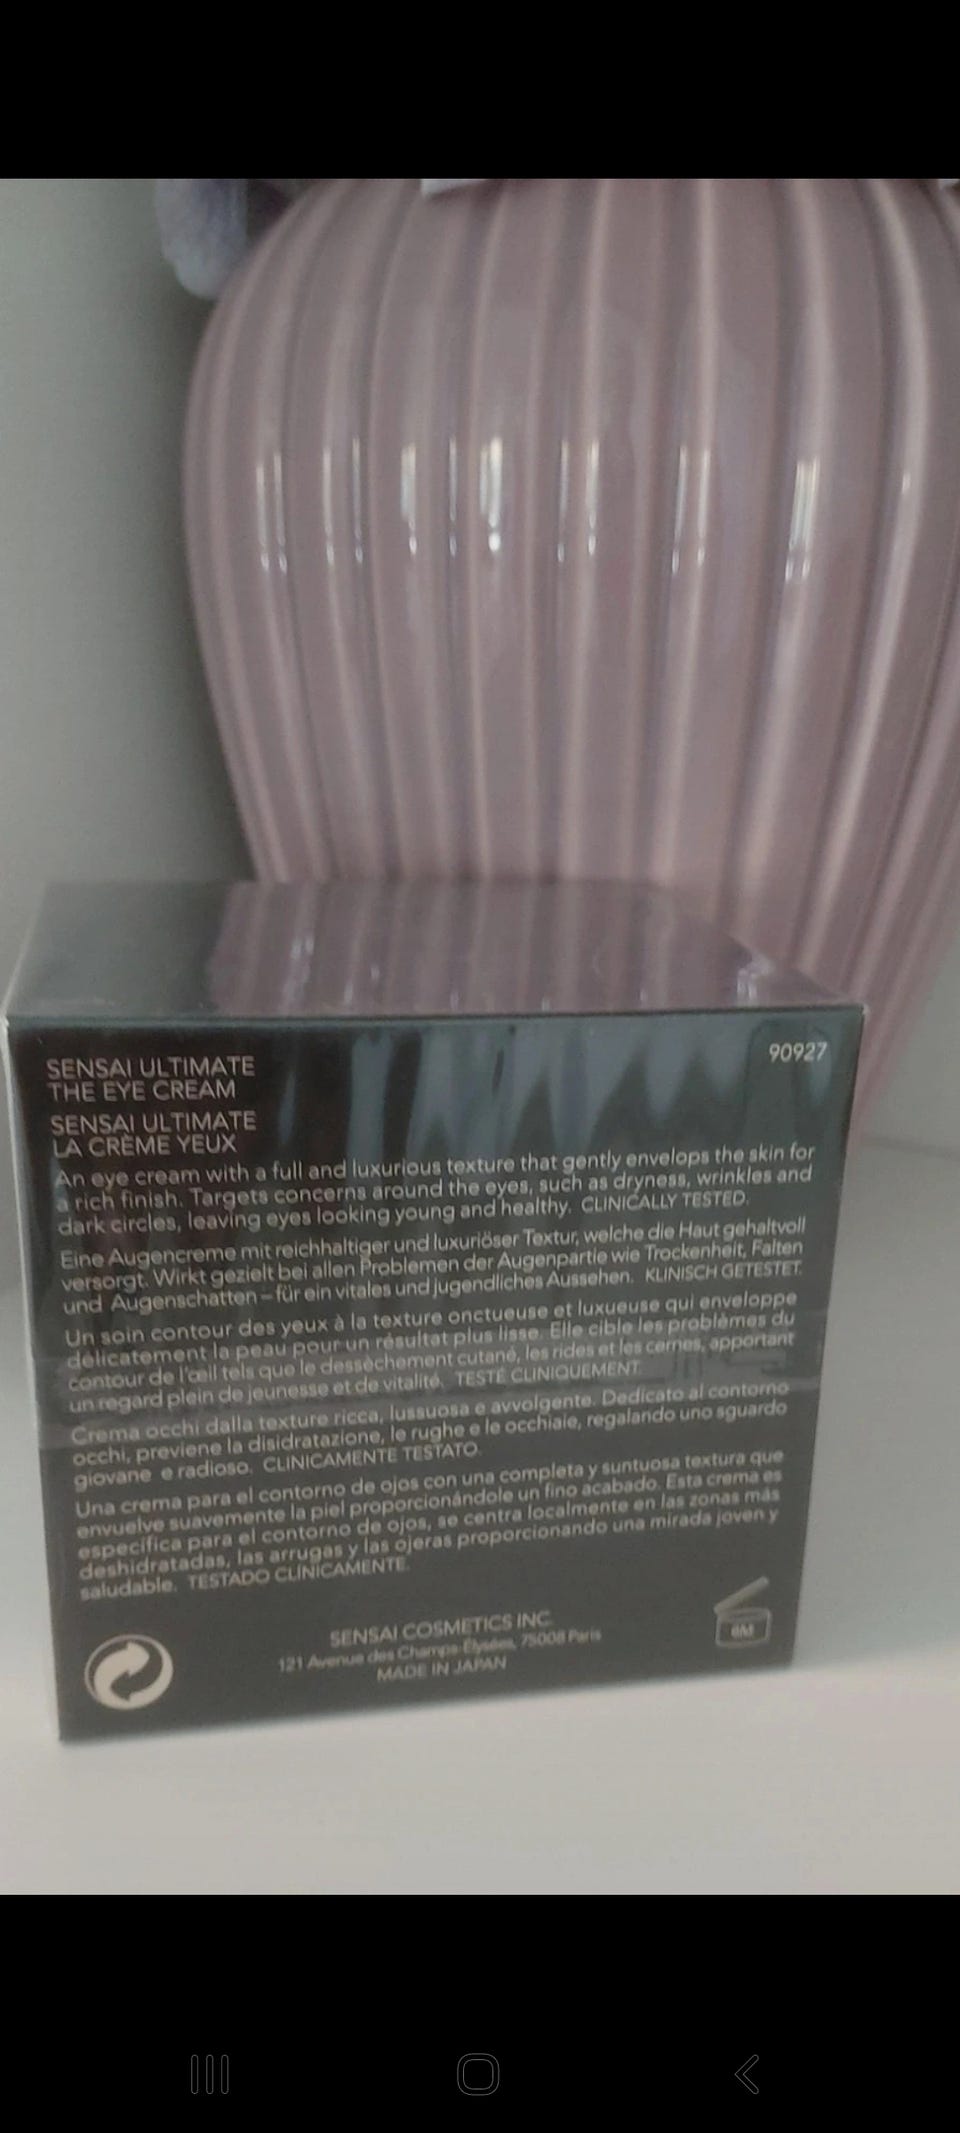 SENSAI ULTIMATE
THE EYE CREAM
90927
SENSAI ULTIMATE
LA CRÈME YEUX
An eye cream with a full and luxurious texture that gently envelops the skin for
a rich finish. Targets concerns around the eyes, such as dryness, wrinkles and
dark circles, leaving eyes looking young and healthy. CLINICALLY TESTED.
Eine Augencreme mit reichhaltiger und luxuriöser Textur, welche die Haut gehaltvoll
versorgt. Wirkt gezielt bei allen Problemen der Augenpartie wie Trockenheit, Falten
und Augenschatten – für ein vitales und jugendliches Aussehen. KLINISCH GETESTET.
Un soin contour des yeux à la texture onctueuse et luxueuse qui enveloppe
délicatement la peau pour un résultat plus lisse. Elle cible les problèmes du
contour de l'œil tels que le dessèchement cutané, les rides et les cernes, apportant
un regard plein de jeunesse et de vitalité. TESTÉ CLINIQUEMENT.
Crema occhi dalla texture ricca, lussuosa e avvolgente. Dedicato al contorno
occhi, previene la disidratazione, le rughe e le occhiaie, regalando uno sguardo
giovane e radioso. CLINICAMENTE TESTATO.
Una crema para el contorno de ojos con una completa y suntuosa textura que
envuelve suavemente la piel proporcionándole un fino acabado. Esta crema es
específica para el contorno de ojos, se centra localmente en las zonas más
deshidratadas, las arrugas y las ojeras proporcionando una mirada joven y
saludable. TESTADO CLÍNICAMENTE.
SENSAI COSMETICS INC.
121 Avenue des Champs-Élysées, 75008 Paris
MADE IN JAPAN
6M